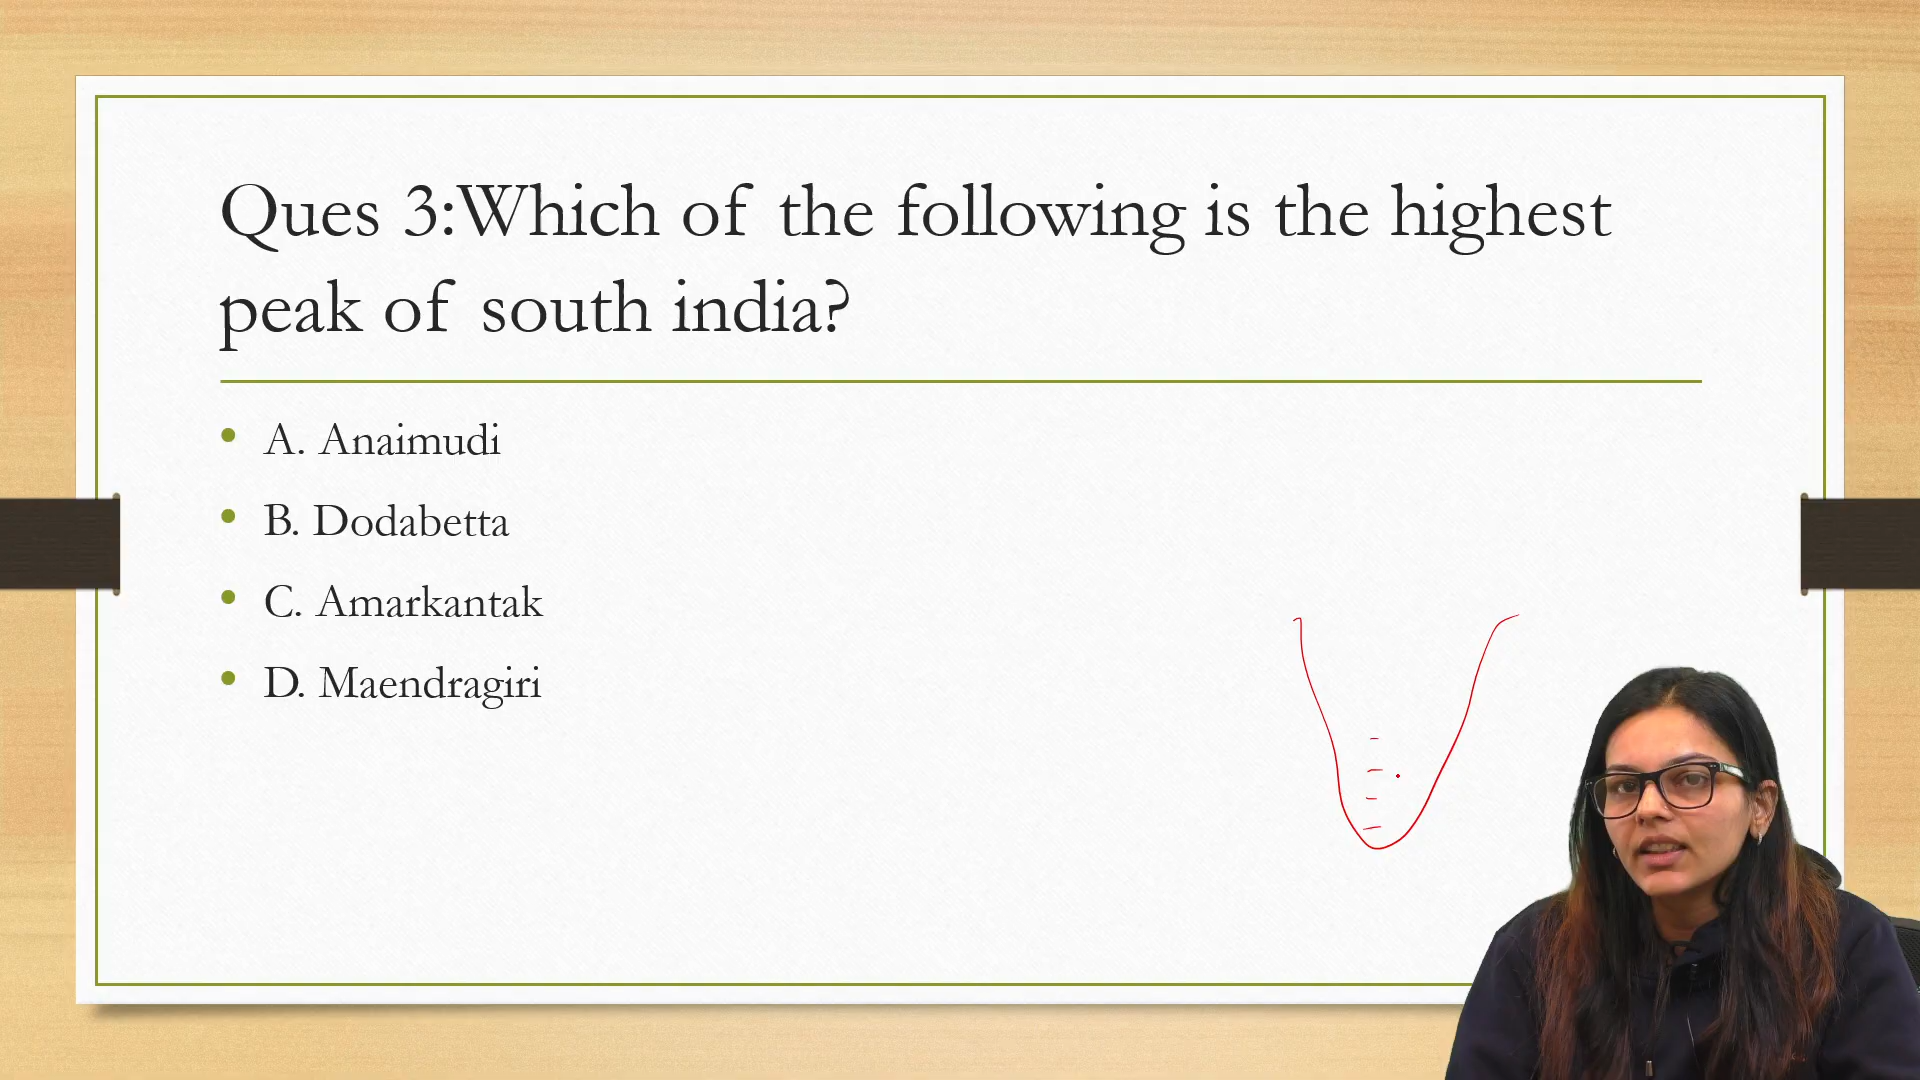 Ques 3:Which of the following is the highest
peak of south india?
A. Anaimudi
B. Dodabetta
C. Amarkantak
D. Maendragiri